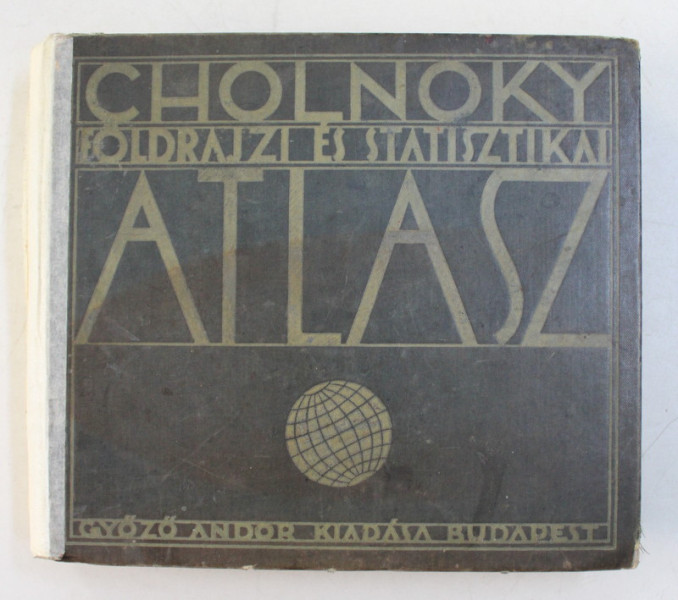 CHOLNOKY
FÖLDRAJZI ÉS STATISZTIKAI
ATLASZ
GYŐZŐ ANDOR KIADÁSA BUDAPEST